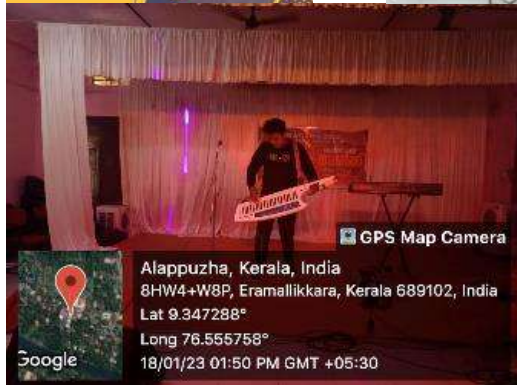 GPS Map Camera
Alappuzha, Kerala, India
8HW4+W8P, Eramallikkara, Kerala 689102, India
Lat 9.347288°
Long 76.555758°
18/01/23 01:50 PM GMT +05:30
Google